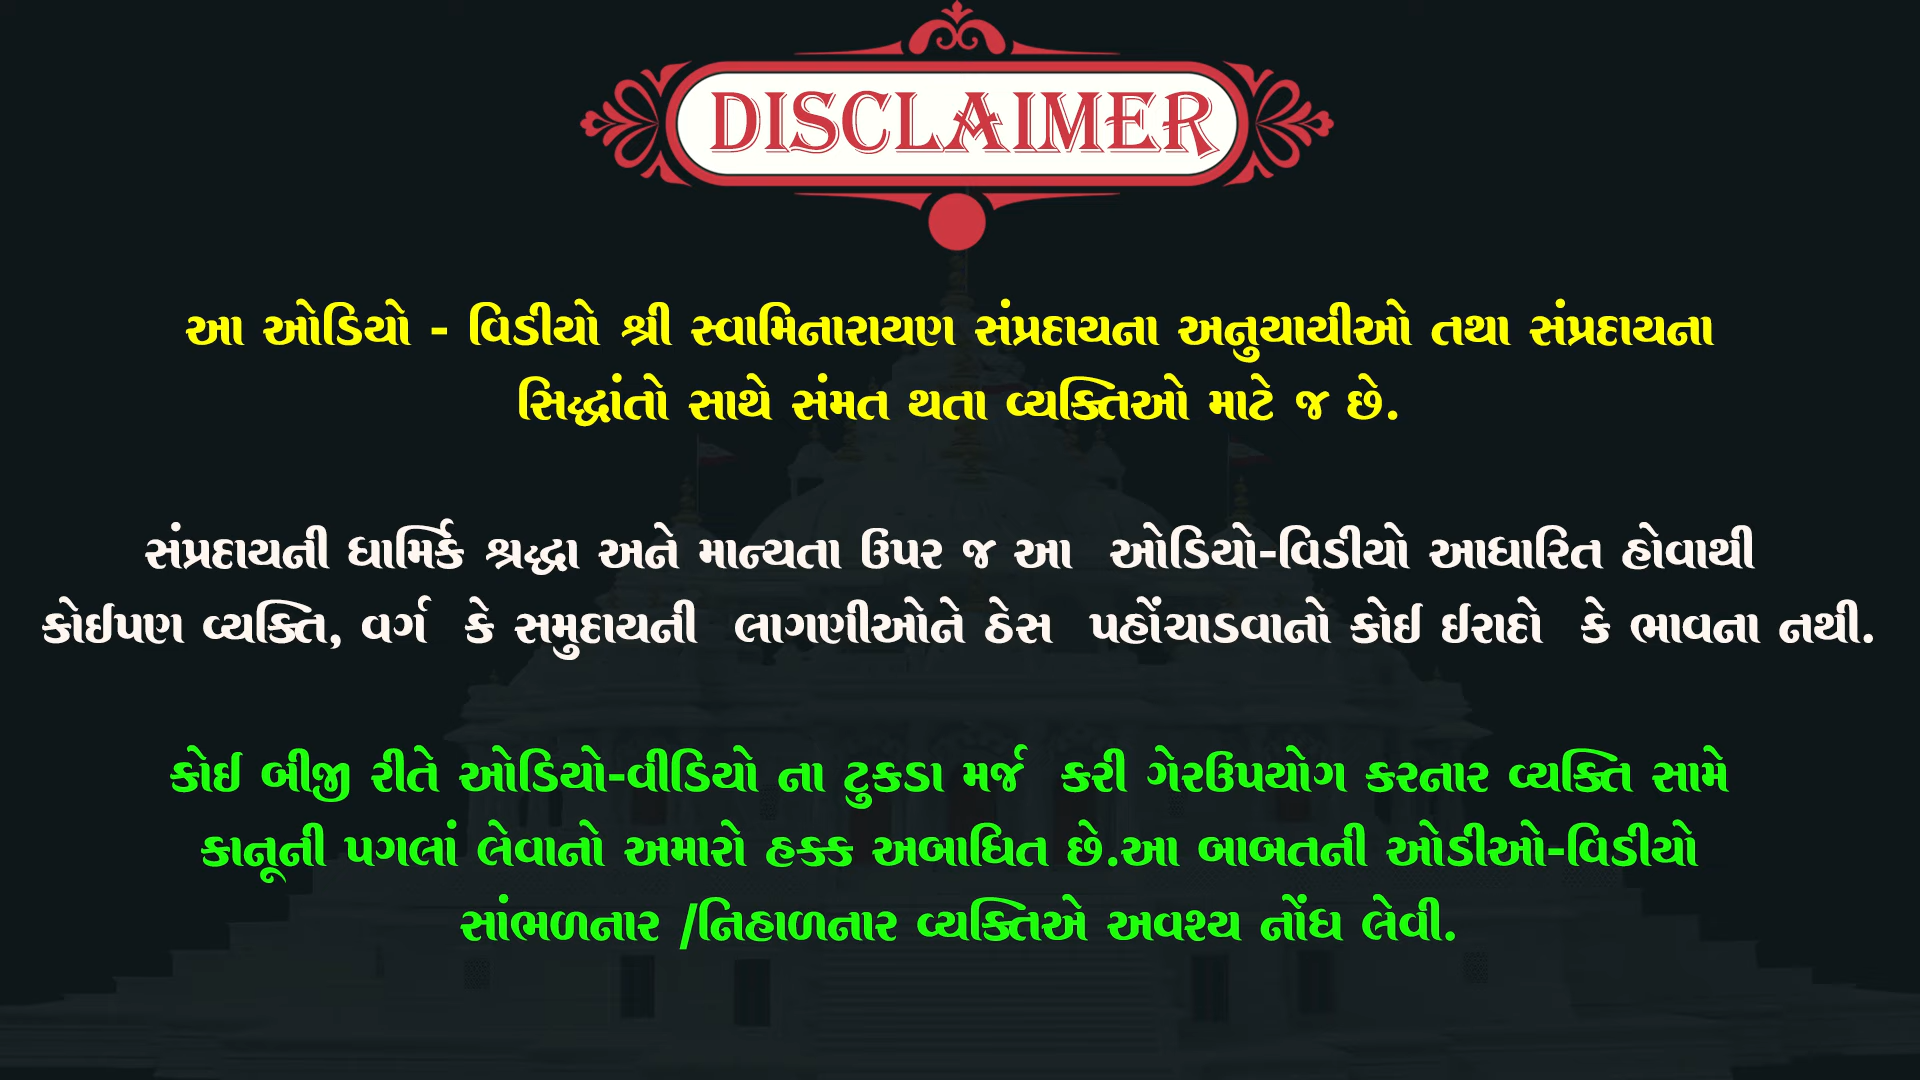 DISCLAIMER
આ ઓડિયો - વિડીયો શ્રી સ્વામિનારાયણ સંપ્રદાયના અનુયાયીઓ તથા સંપ્રદાયના
સિદ્ધાંતો સાથે સંમત થતા વ્યક્તિઓ માટે જ છે.
સંપ્રદાયની ધાર્મિક શ્રદ્ધા અને માન્યતા ઉપર જ આ ઓડિયો-વિડીયો આધારિત હોવાથી
કોઈપણ વ્યક્તિ, વર્ગ કે સમુદાયની લાગણીઓને ઠેસ પહોંચાડવાનો કોઈ ઈરાદો કે ભાવના નથી.
કોઈ બીજી રીતે ઓડિયો-વીડિયો ના ટુકડા મર્જ કરી ગેરઉપયોગ કરનાર વ્યક્તિ સામે
કાનૂની પગલાં લેવાનો અમારો હક્ક અબાધિત છે.આ બાબતની ઓડીઓ-વિડીયો
સાંભળનાર /નિહાળનાર વ્યક્તિએ અવશ્ય નોંધ લેવી.